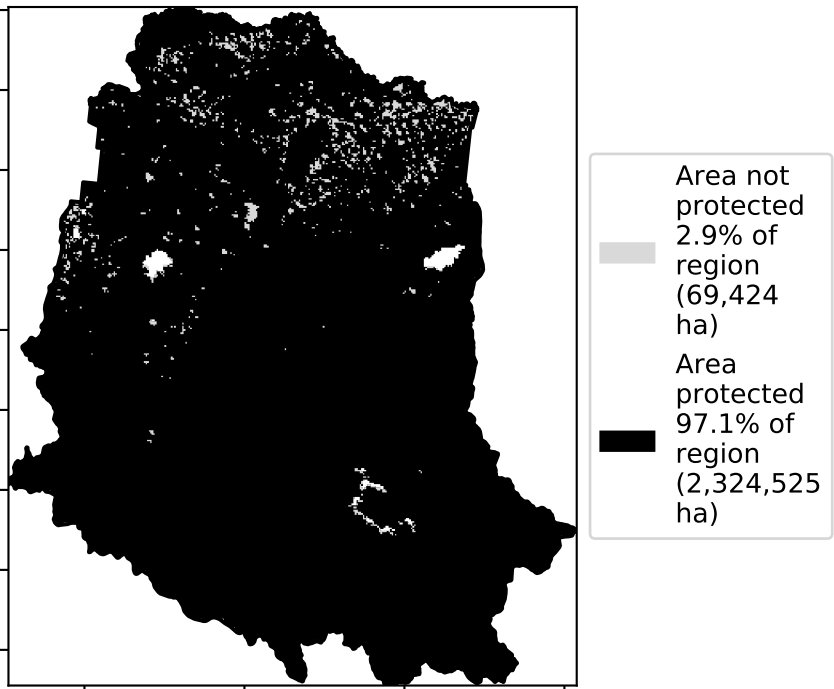 Area not
protected
2.9% of
region
(69,424
ha)
Area
protected
97.1% of
region
(2,324,525
ha)